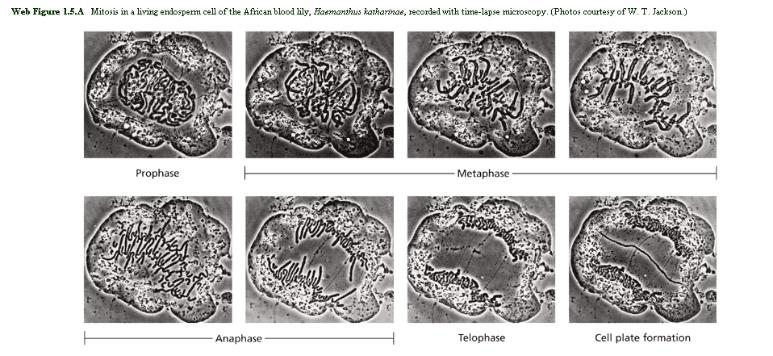 Web Figure 1.5.A Mitosis in a living endosperm cell of the African blood lily, Haemanthus katharinae, recorded with time-lapse microscopy. (Photos courtesy of W. T. Jackson.)
Prophase
Metaphase
Anaphase
Telophase
Cell plate formation